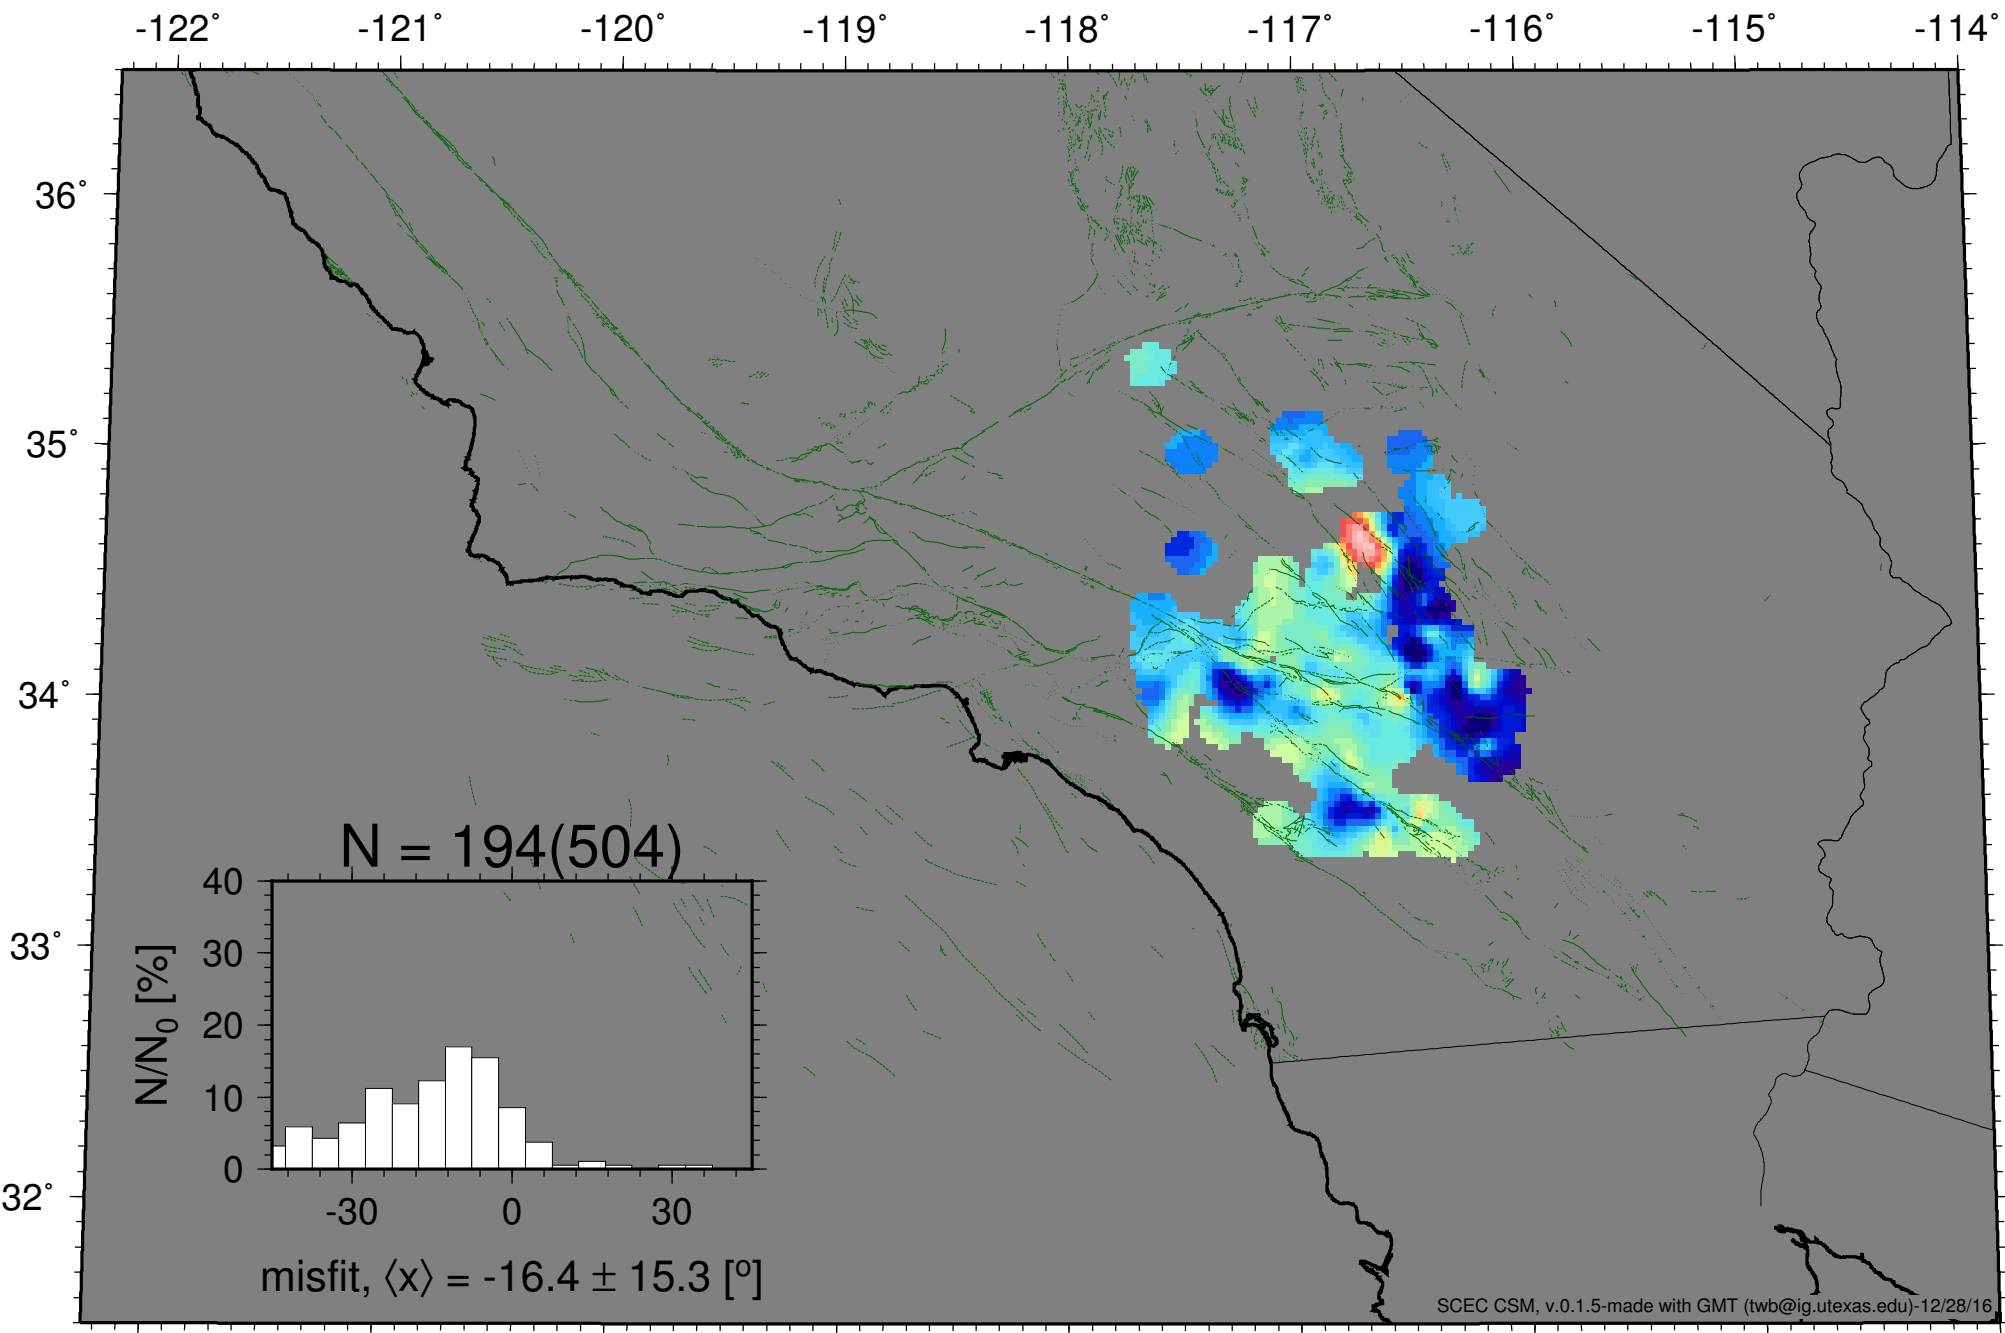 -122° -121° -120° -119° -118° -117° -116° -115° -114°
36°
35°
34°
33°
32°
N = 194(504)
40
30
20
10
0
N/N0 [%]
-30 0 30
misfit, ⟨x⟩ = -16.4 ± 15.3 [°]
SCEC CSM, v.0.1.5-made with GMT (twb@ig.utexas.edu)-12/28/16